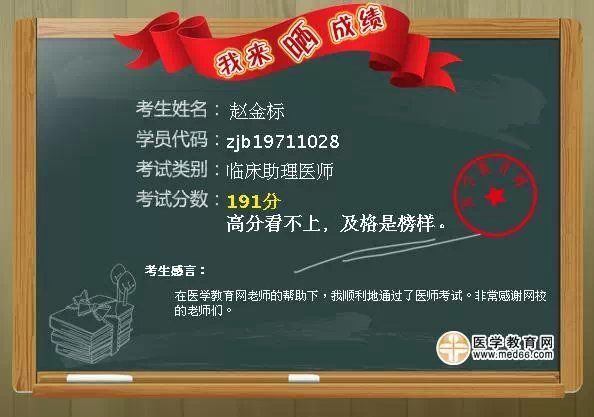 我来晒成绩
考生姓名： 赵金标
学员代码： zjb19711028
考试类别： 临床助理医师
考试分数： 191分
高分看不上，及格是榜样。
考生感言：
在医学教育网老师的帮助下，我顺利地通过了医师考试。非常感谢网校
的老师们。
医学教育网
www.med66.com